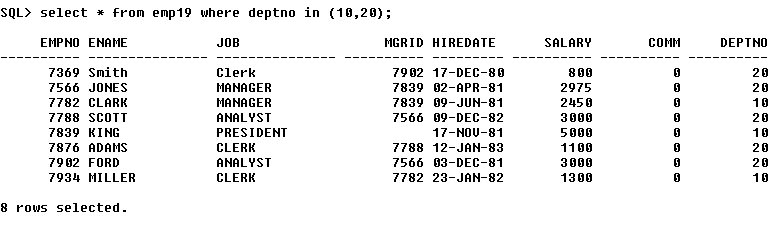 SQL> select * from emp19 where deptno in (10,20);
EMPNO ENAME JOB MGRID HIREDATE SALARY COMM DEPTNO
---------- --------------- --------------- ---------- --------- ---------- ---------- ----------
7369 Smith Clerk 7902 17-DEC-80 800 0 20
7566 JONES MANAGER 7839 02-APR-81 2975 0 20
7782 CLARK MANAGER 7839 09-JUN-81 2450 0 10
7788 SCOTT ANALYST 7566 09-DEC-82 3000 0 20
7839 KING PRESIDENT 17-NOV-81 5000 0 10
7876 ADAMS CLERK 7788 12-JAN-83 1100 0 20
7902 FORD ANALYST 7566 03-DEC-81 3000 0 20
7934 MILLER CLERK 7782 23-JAN-82 1300 0 10
8 rows selected.